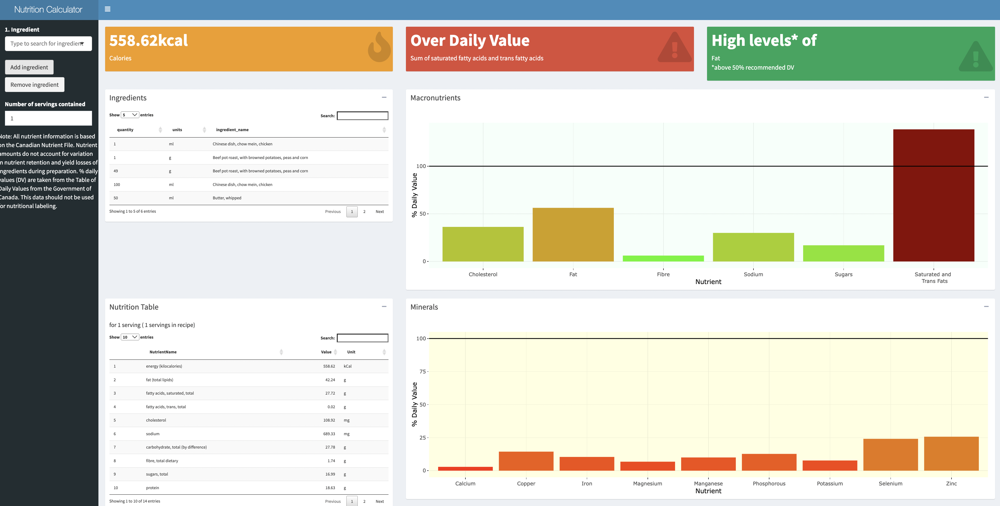 Nutrition Calculator
1. Ingredient
Type to search for ingredient
Add ingredient
Remove ingredient
Number of servings contained
1
Note: All nutrient information is based
on the Canadian Nutrient File. Nutrient
amounts do not account for variation
in nutrient retention and yield losses of
ingredients during preparation. % daily
values (DV) are taken from the Table of
Daily Values from the Government of
Canada. This data should not be used
for nutritional labeling.
558.62kcal
Calories
Over Daily Value
Sum of saturated fatty acids and trans fatty acids
High levels* of
Fat
*above 50% recommended DV
Ingredients
Show 5 entries
Search:
quantity units ingredient_name
1 ml Chinese dish, chow mein, chicken
1 g Beef pot roast, with browned potatoes, peas and corn
49 g Beef pot roast, with browned potatoes, peas and corn
100 ml Chinese dish, chow mein, chicken
50 ml Butter, whipped
Showing 1 to 5 of 6 entries
Previous 1 2 Next
Macronutrients
% Daily Value
100
50
0
Cholesterol Fat Fibre Sodium Sugars Saturated and
Trans Fats
Nutrient
Nutrition Table
for 1 serving ( 1 servings in recipe)
Show 10 entries
Search:
NutrientName Value Unit
1 energy (kilocalories) 558.62 kCal
2 fat (total lipids) 42.24 g
3 fatty acids, saturated, total 27.72 g
4 fatty acids, trans, total 0.02 g
5 cholesterol 108.92 mg
6 sodium 689.33 mg
7 carbohydrate, total (by difference) 27.78 g
8 fibre, total dietary 1.74 g
9 sugars, total 16.99 g
10 protein 18.63 g
Showing 1 to 10 of 14 entries
Previous 1 2 Next
Minerals
% Daily Value
100
75
50
25
0
Calcium Copper Iron Magnesium Manganese Phosphorous Potassium Selenium Zinc
Nutrient